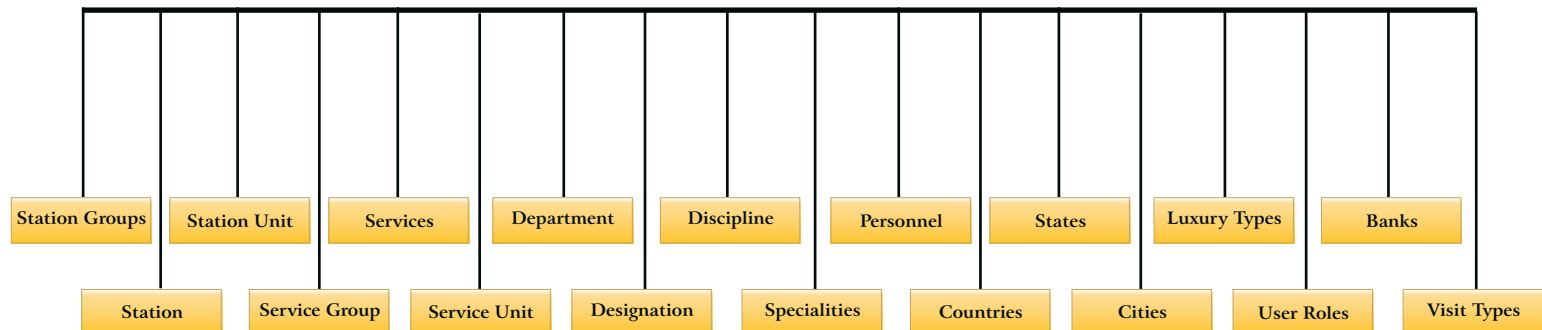 Station Groups
Station Unit
Services
Department
Discipline
Personnel
States
Luxury Types
Banks
Station
Service Group
Service Unit
Designation
Specialities
Countries
Cities
User Roles
Visit Types